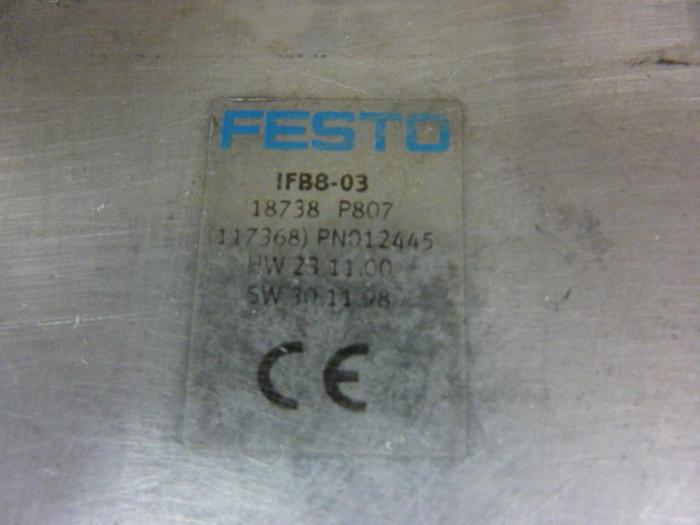 FESTO
IFB8-03
18738 P807
(117368) PN012445
HW 23.11.00
SW 30.11.98
CE